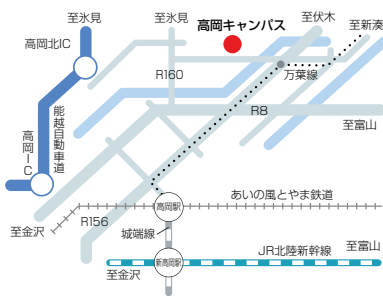 至氷見
至氷見
高岡キャンパス
至伏木
至新湊
高岡北IC
R160
万葉線
R8
至富山
能越自動車道
高岡IC
あいの風とやま鉄道
高岡駅
R156
至金沢
城端線
JR北陸新幹線
至富山
新高岡駅
至金沢